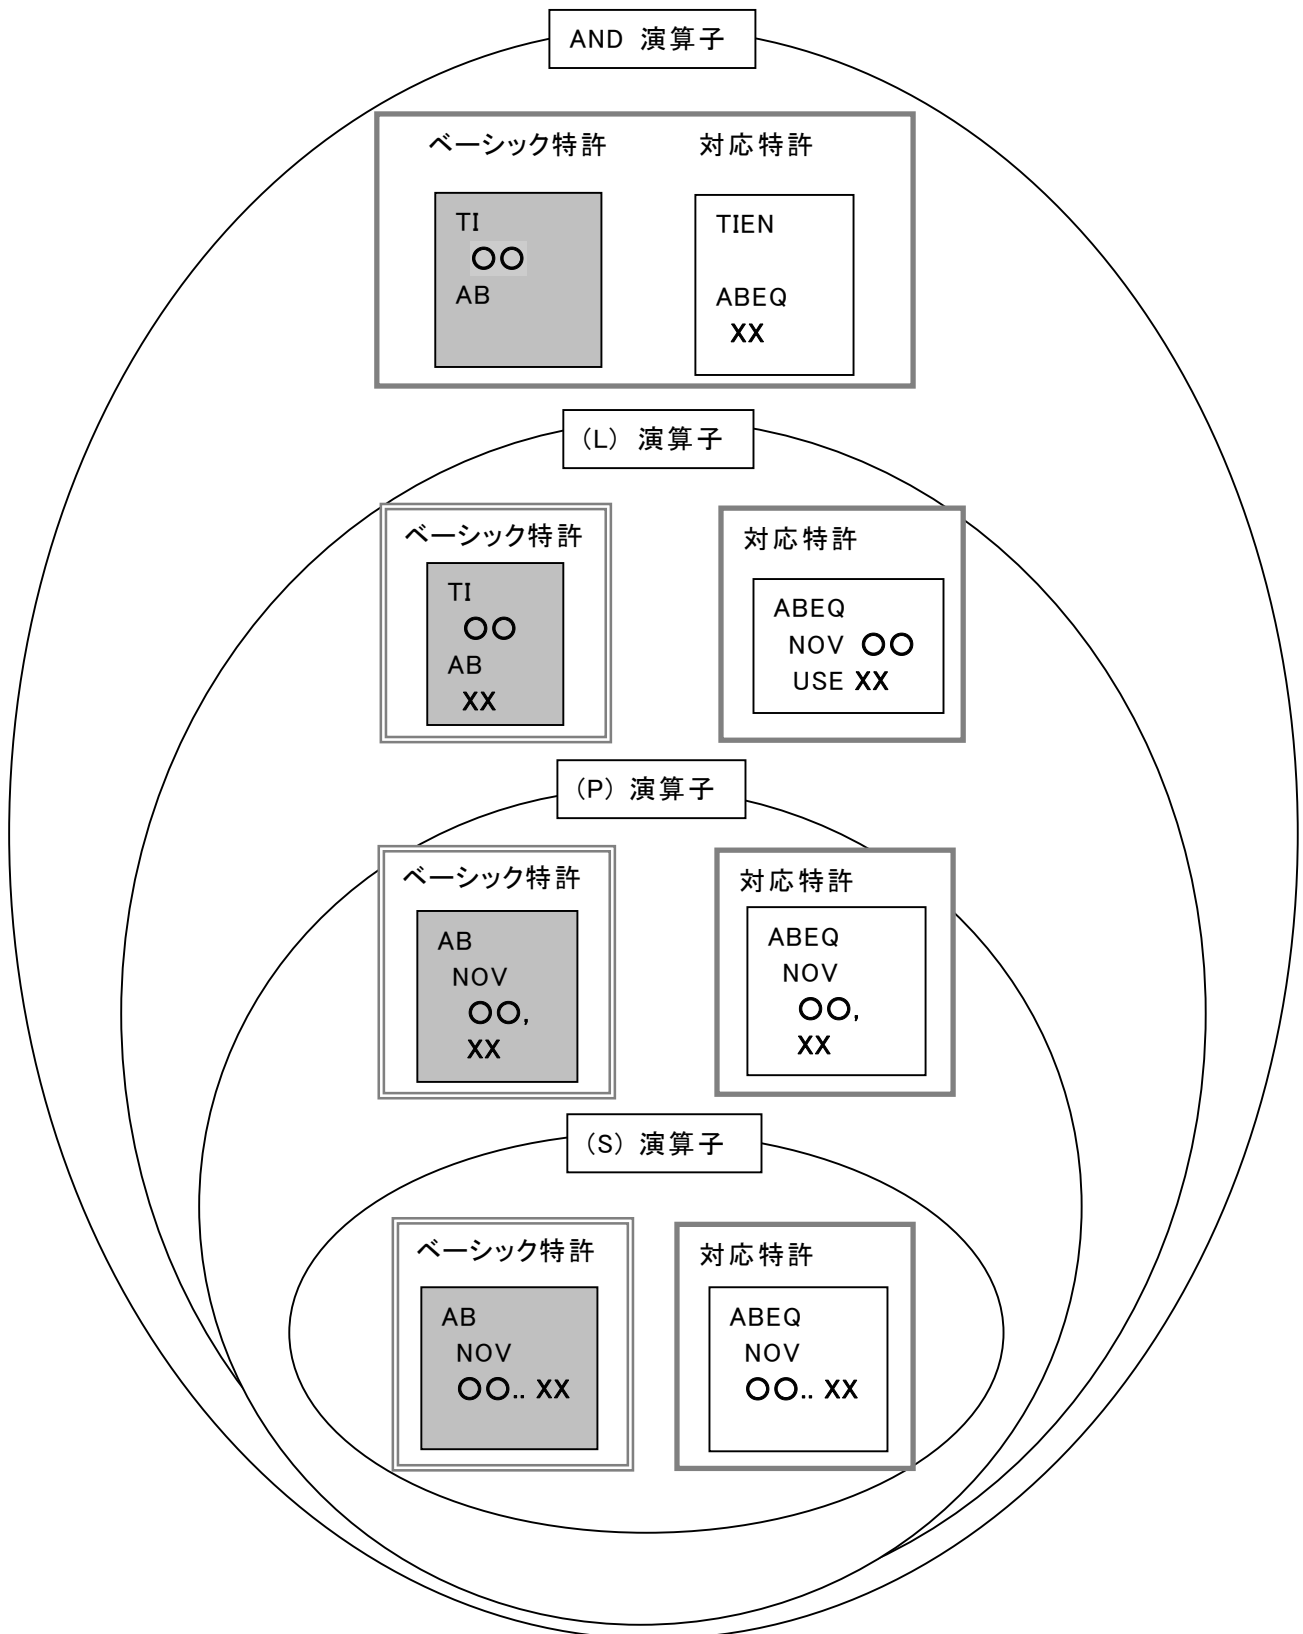 AND 演算子
ベーシック特許
対応特許
TI
○○
AB
TIEN
ABEQ
XX
(L) 演算子
ベーシック特許
TI
○○
AB
XX
対応特許
ABEQ
NOV ○○
USE XX
(P) 演算子
ベーシック特許
AB
NOV
○○,
XX
対応特許
ABEQ
NOV
○○,
XX
(S) 演算子
ベーシック特許
AB
NOV
○○.. XX
対応特許
ABEQ
NOV
○○.. XX